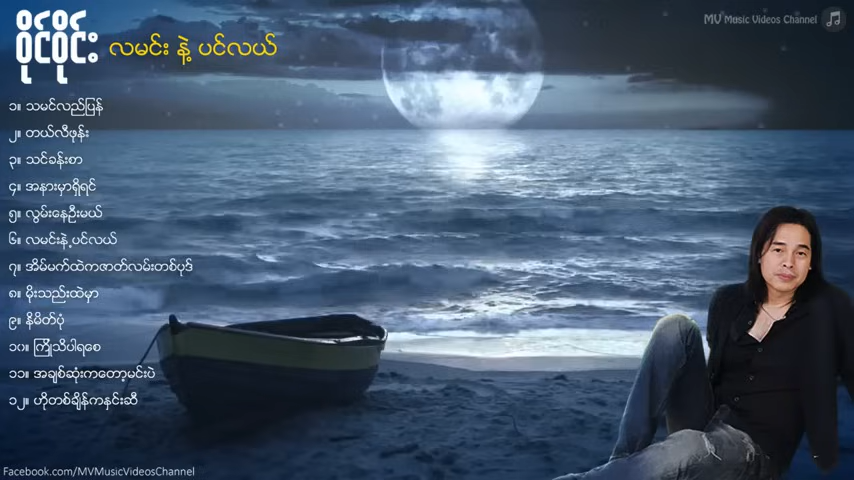 ဝိုင်ဝိုင်း လမင်း နဲ့ ပင်လယ်
MV Music Videos Channel
၁။ သမင်လည်ပြန်
၂။ တယ်လီဖုန်း
၃။ သင်ခန်းစာ
၄။ အနားမှာရှိရင်
၅။ လွမ်းနေဦးမယ်
၆။ လမင်းနဲ့ပင်လယ်
၇။ အိမ်မက်ထဲကဇာတ်လမ်းတစ်ပုဒ်
၈။ မိုးသည်းထဲမှာ
၉။ နိမိတ်ပုံ
၁၀။ ကြိုသိပါရစေ
၁၁။ အချစ်ဆုံးကတော့မင်းပဲ
၁၂။ ဟိုတစ်ချိန်ကနှင်းဆီ
Facebook.com/MVMusicVideosChannel